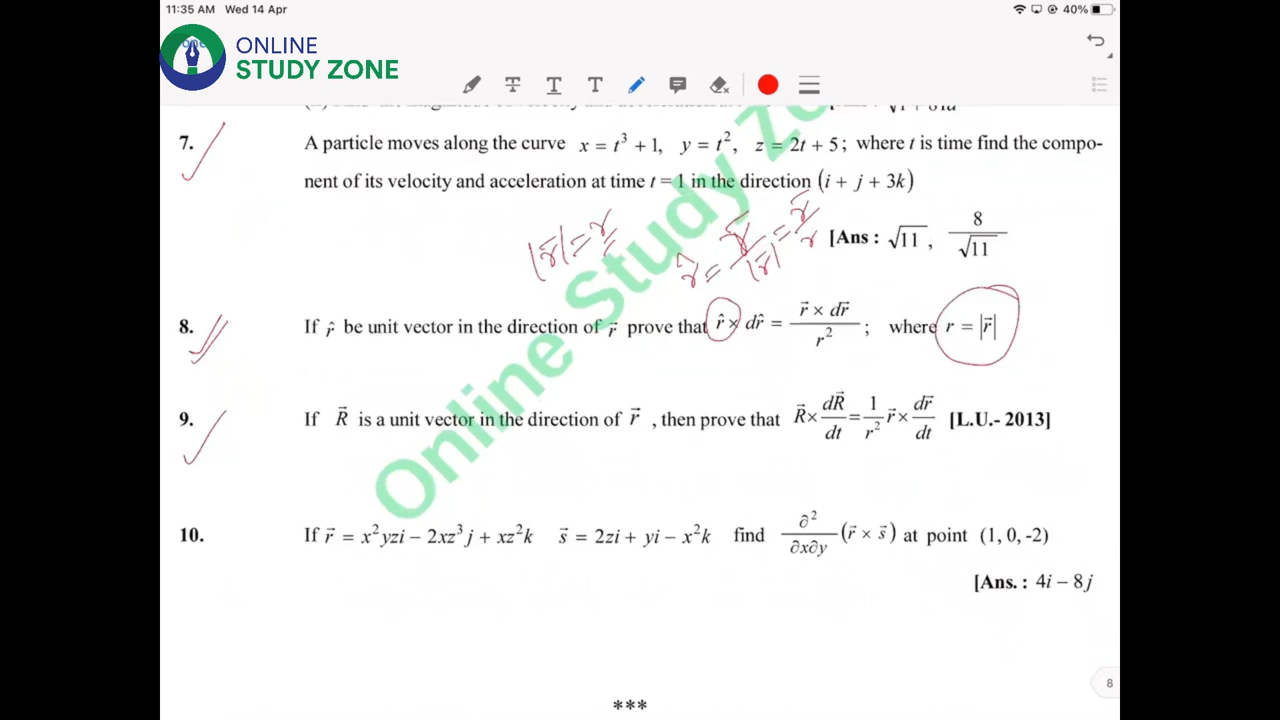 11:35 AM Wed 14 Apr
40%
ONLINE
STUDY ZONE
7. A particle moves along the curve x = t³ + 1, y = t², z = 2t + 5; where t is time find the compo-
nent of its velocity and acceleration at time t = 1 in the direction (i + j + 3k)
|r̄| = r
r̂ = r̄/|r̄| = r̄/r
[Ans : √11, 8/√11
8. If r̂ be unit vector in the direction of r⃗ prove that r̂ × dr̂ = (r⃗ × dr⃗)/r² ; where r = |r⃗|
9. If R⃗ is a unit vector in the direction of r⃗ , then prove that R⃗ × dR⃗/dt = 1/r² r⃗ × dr⃗/dt [L.U.- 2013]
10. If r⃗ = x²yzi − 2xz³j + xz²k s⃗ = 2zi + yi − x²k find ∂²/∂x∂y (r⃗ × s⃗) at point (1, 0, -2)
[Ans. : 4i − 8j
8
***
Online Study Zo